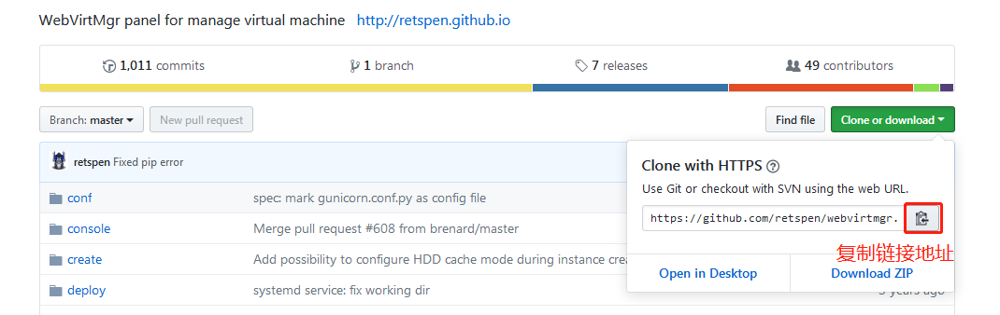 WebVirtMgr panel for manage virtual machine http://retspen.github.io
1,011 commits 1 branch 7 releases 49 contributors
Branch: master New pull request Find file Clone or download
retspen Fixed pip error
Clone with HTTPS
Use Git or checkout with SVN using the web URL.
https://github.com/retspen/webvirtmgr.
复制链接地址
Open in Desktop Download ZIP
conf spec: mark gunicorn.conf.py as config file
console Merge pull request #608 from brenard/master
create Add possibility to configure HDD cache mode during instance
deploy systemd service: fix working dir
years ago